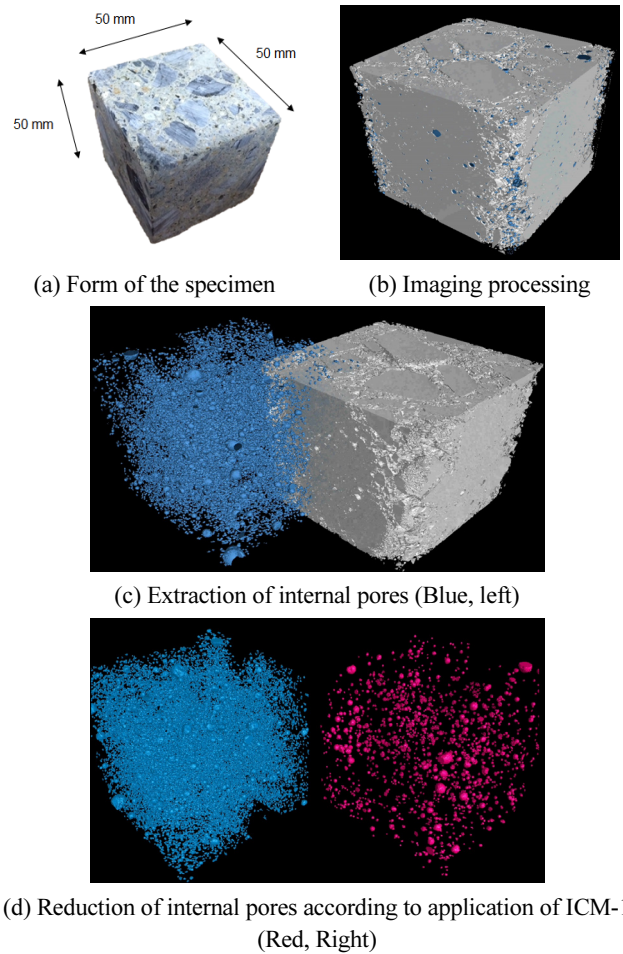 50 mm
50 mm
50 mm
(a) Form of the specimen
(b) Imaging processing
(c) Extraction of internal pores (Blue, left)
(d) Reduction of internal pores according to application of
(Red, Right)